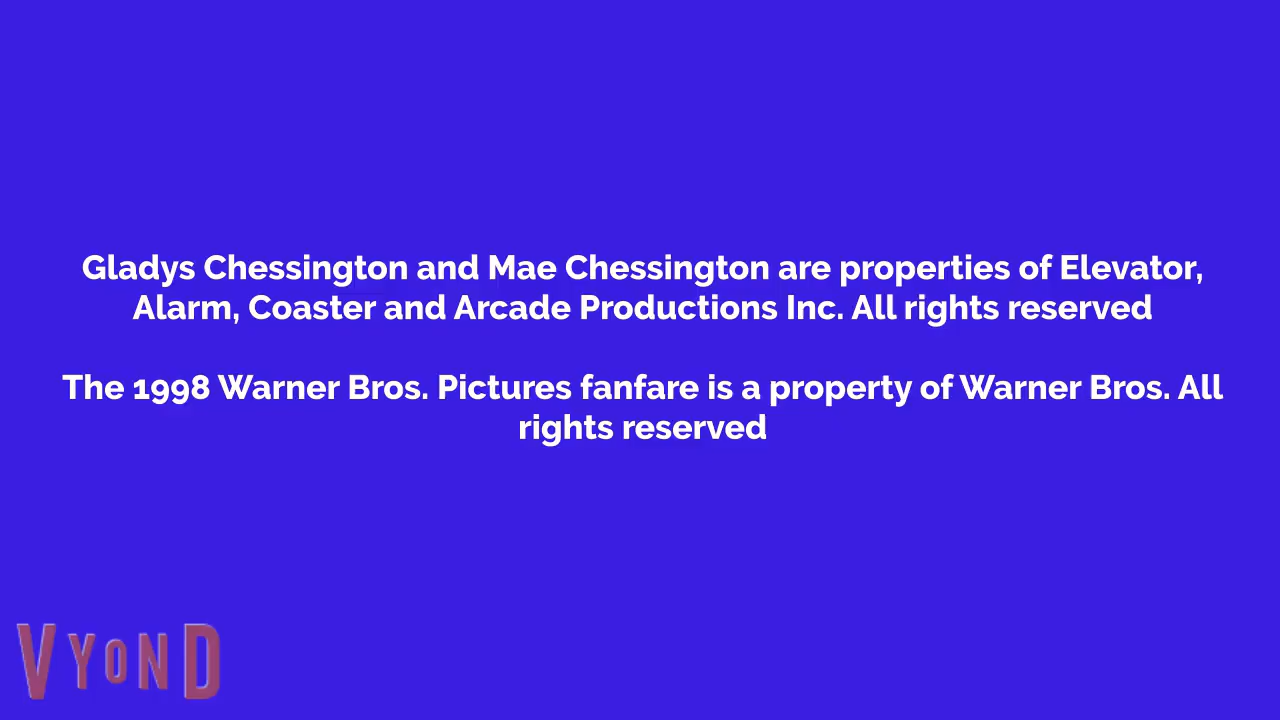 Gladys Chessington and Mae Chessington are properties of Elevator,
Alarm, Coaster and Arcade Productions Inc. All rights reserved
The 1998 Warner Bros. Pictures fanfare is a property of Warner Bros. All
rights reserved
VYOND